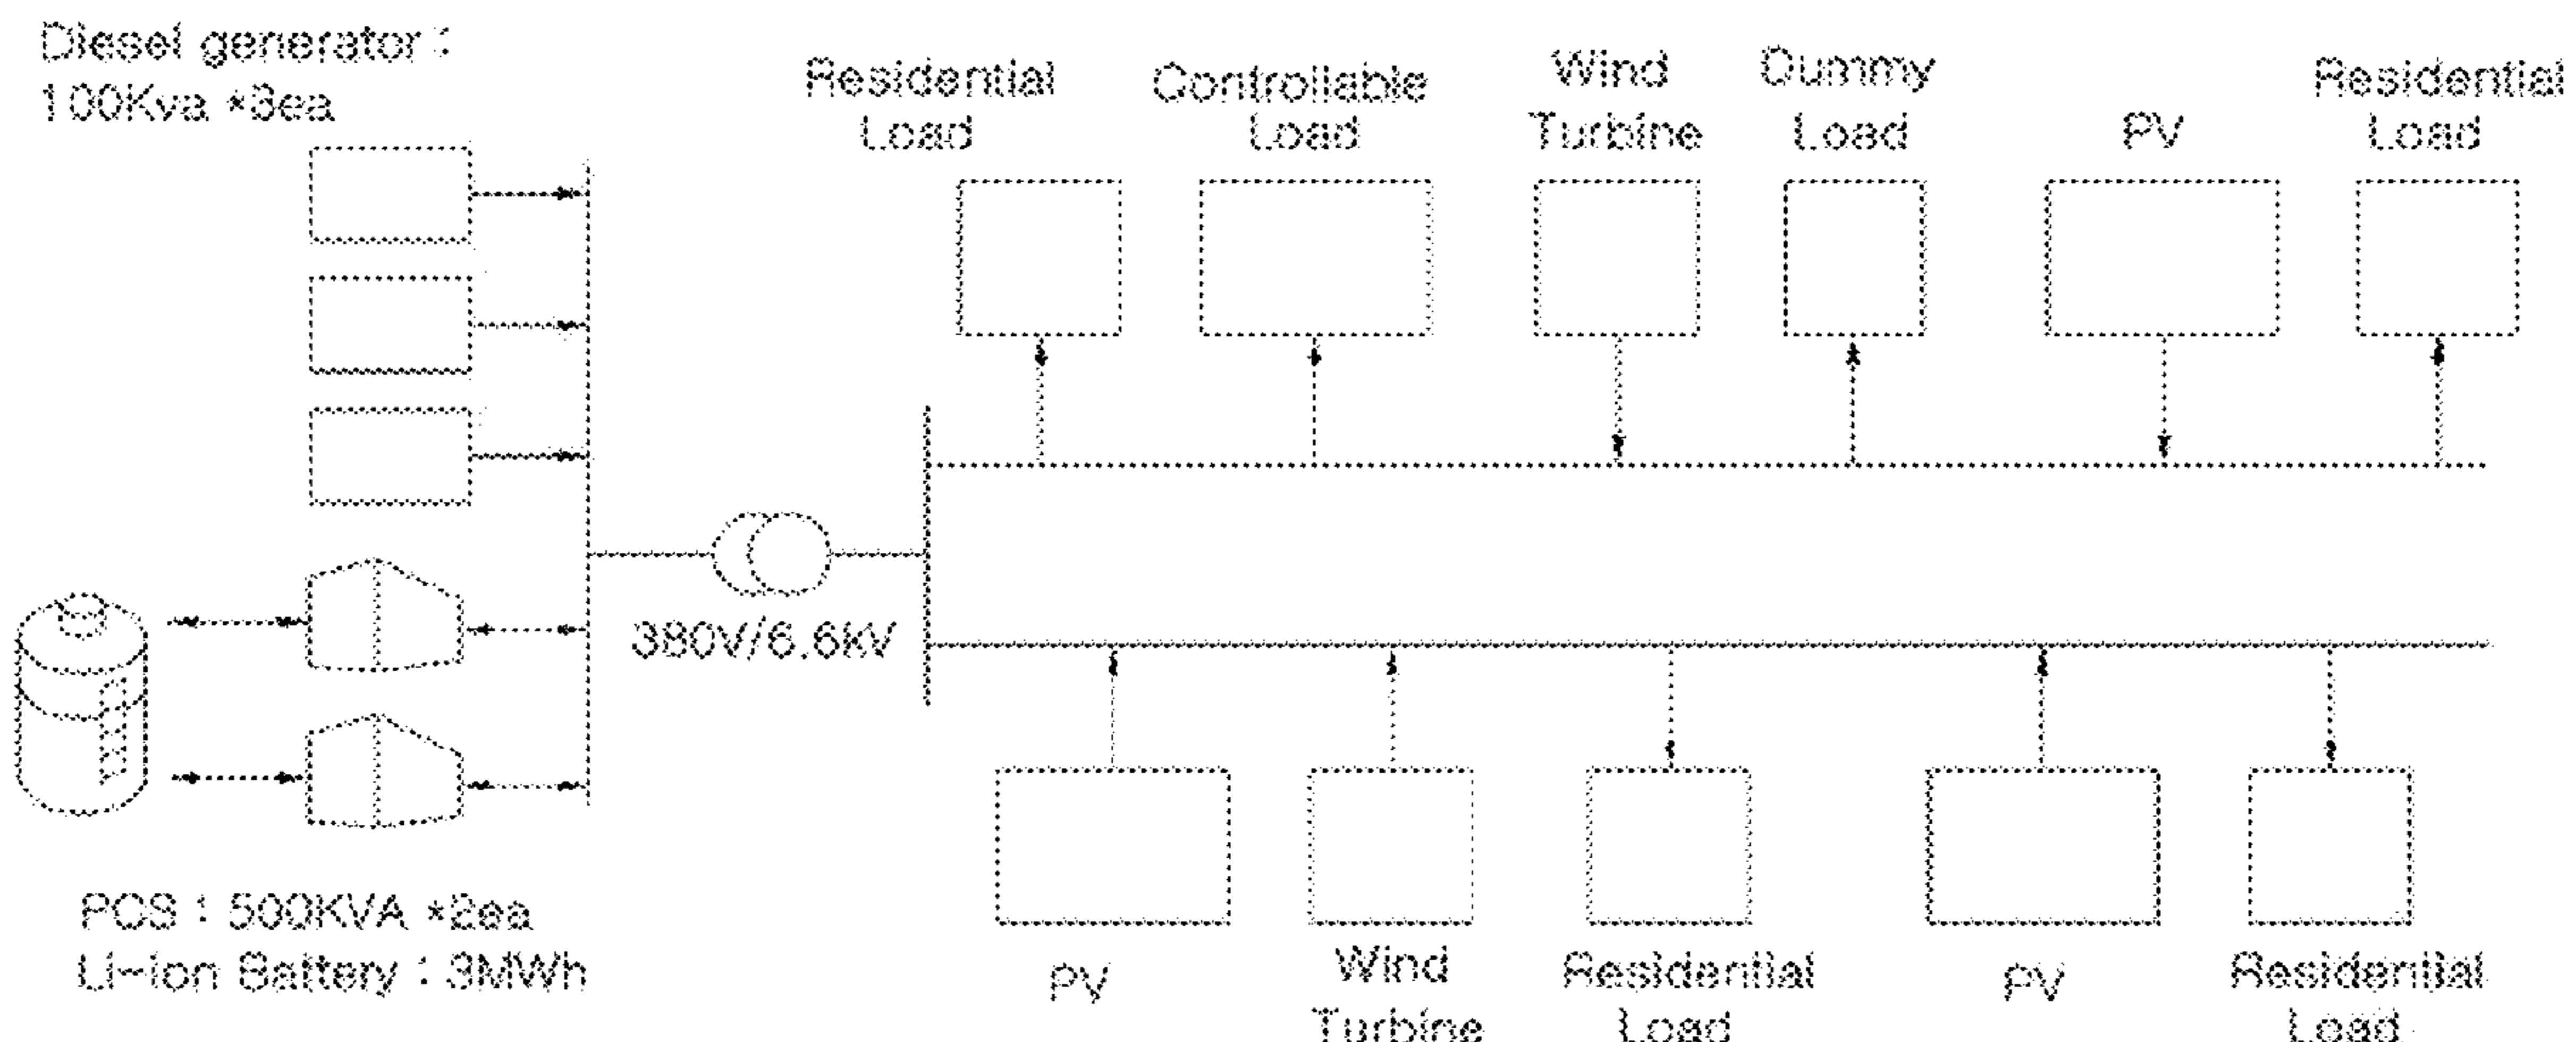 Diesel generator :
100Kva *3ea
Residential
Load
Controllable
Load
Wind
Turbine
Dummy
Load
PV
Residential
Load
380V/6.6kV
PCS : 500KVA *2ea
Li-Ion Battery : 3MWh
PV
Wind
Turbine
Residential
Load
PV
Residential
Load